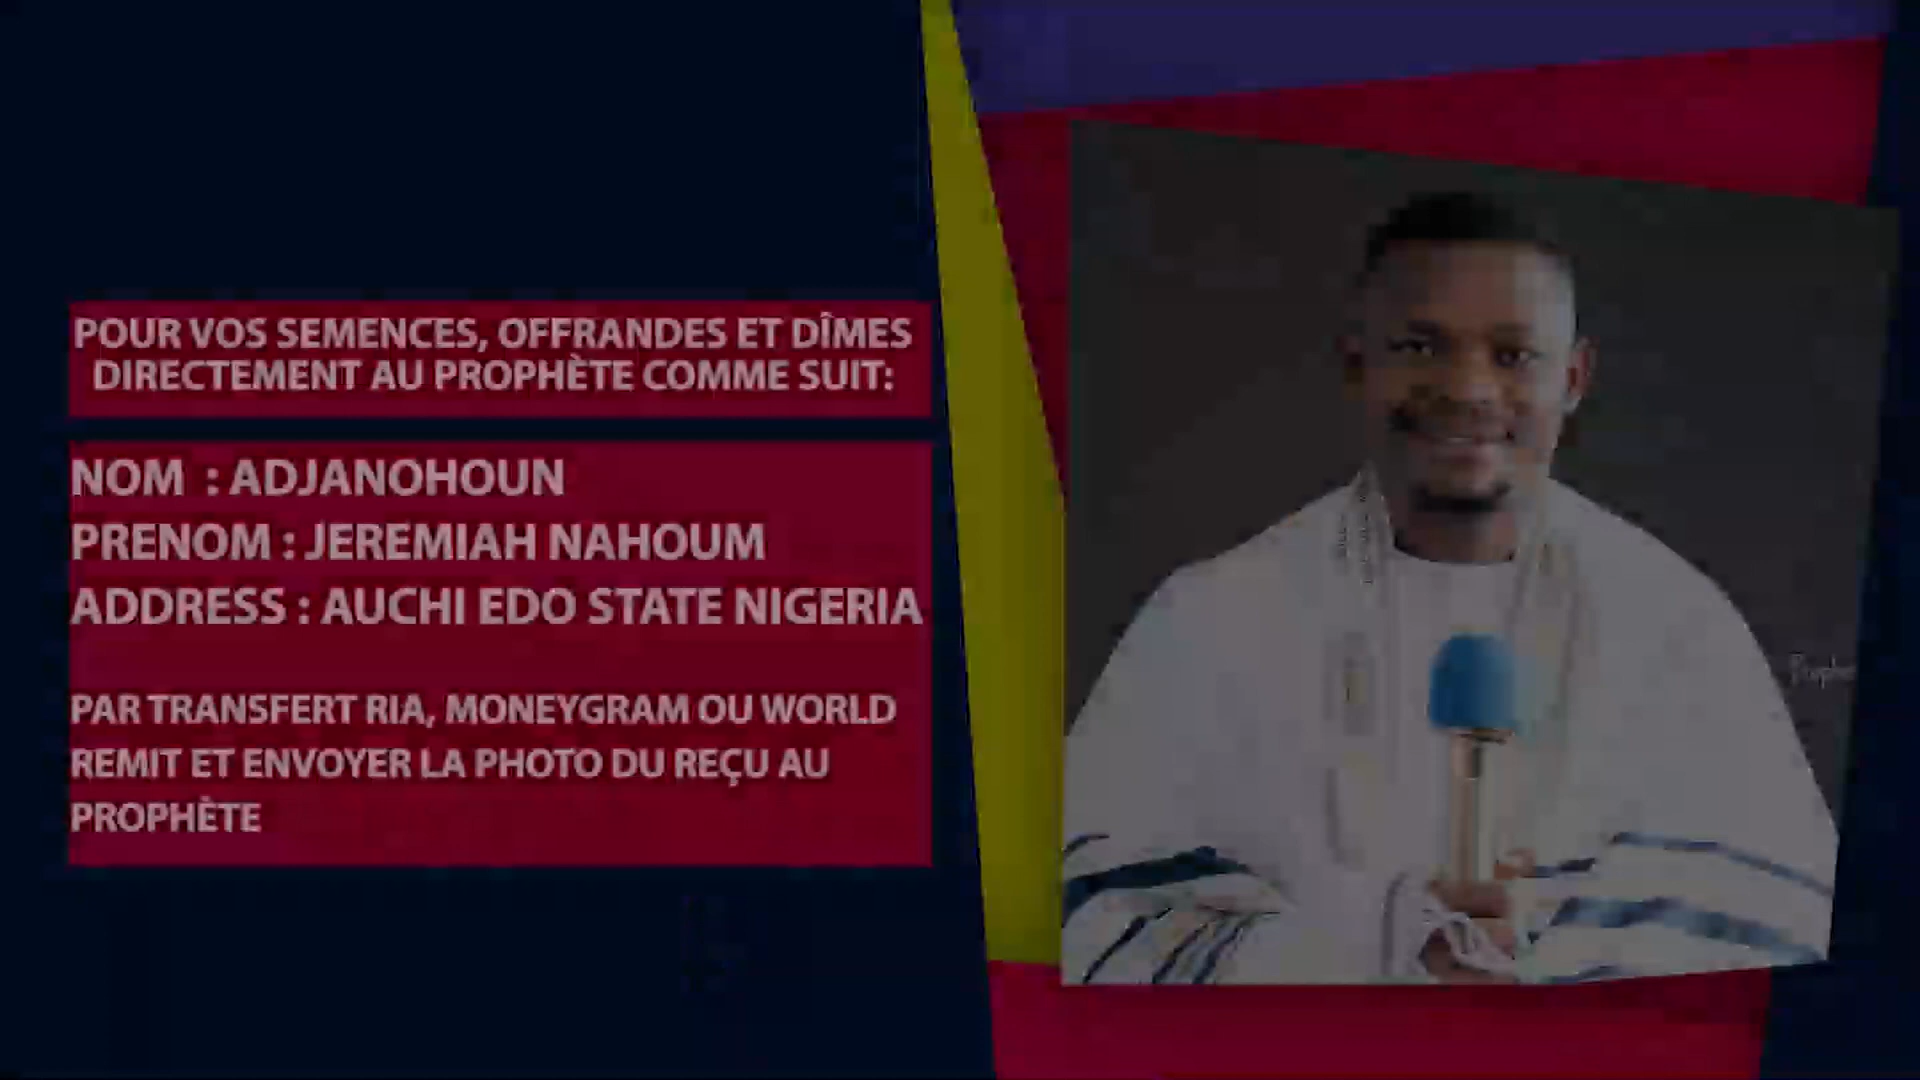 POUR VOS SEMENCES, OFFRANDES ET DÎMES
DIRECTEMENT AU PROPHÈTE COMME SUIT:
NOM : ADJANOHOUN
PRENOM : JEREMIAH NAHOUM
ADDRESS : AUCHI EDO STATE NIGERIA
PAR TRANSFERT RIA, MONEYGRAM OU WORLD
REMIT ET ENVOYER LA PHOTO DU REÇU AU
PROPHÈTE